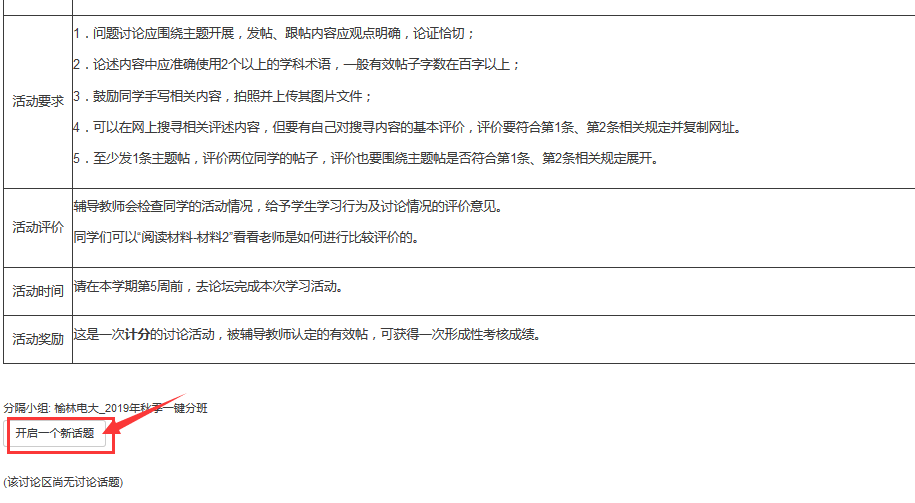 1．问题讨论应围绕主题开展，发帖、跟帖内容应观点明确，论证恰切；
2．论述内容中应准确使用2个以上的学科术语，一般有效帖子字数在百字以上；
活动要求
3．鼓励同学手写相关内容，拍照并上传其图片文件；
4．可以在网上搜寻相关评述内容，但要有自己对搜寻内容的基本评价，评价要符合第1条、第2条相关规定并复制网址。
5．至少发1条主题帖，评价两位同学的帖子，评价也要围绕主题帖是否符合第1条、第2条相关规定展开。
活动评价
辅导教师会检查同学的活动情况，给予学生学习行为及讨论情况的评价意见。
同学们可以“阅读材料-材料2”看看老师是如何进行比较评价的。
活动时间
请在本学期第5周前，去论坛完成本次学习活动。
活动奖励
这是一次计分的讨论活动，被辅导教师认定的有效帖，可获得一次形成性考核成绩。
分隔小组: 榆林电大_2019年秋季一键分班
开启一个新话题
(该讨论区尚无讨论话题)